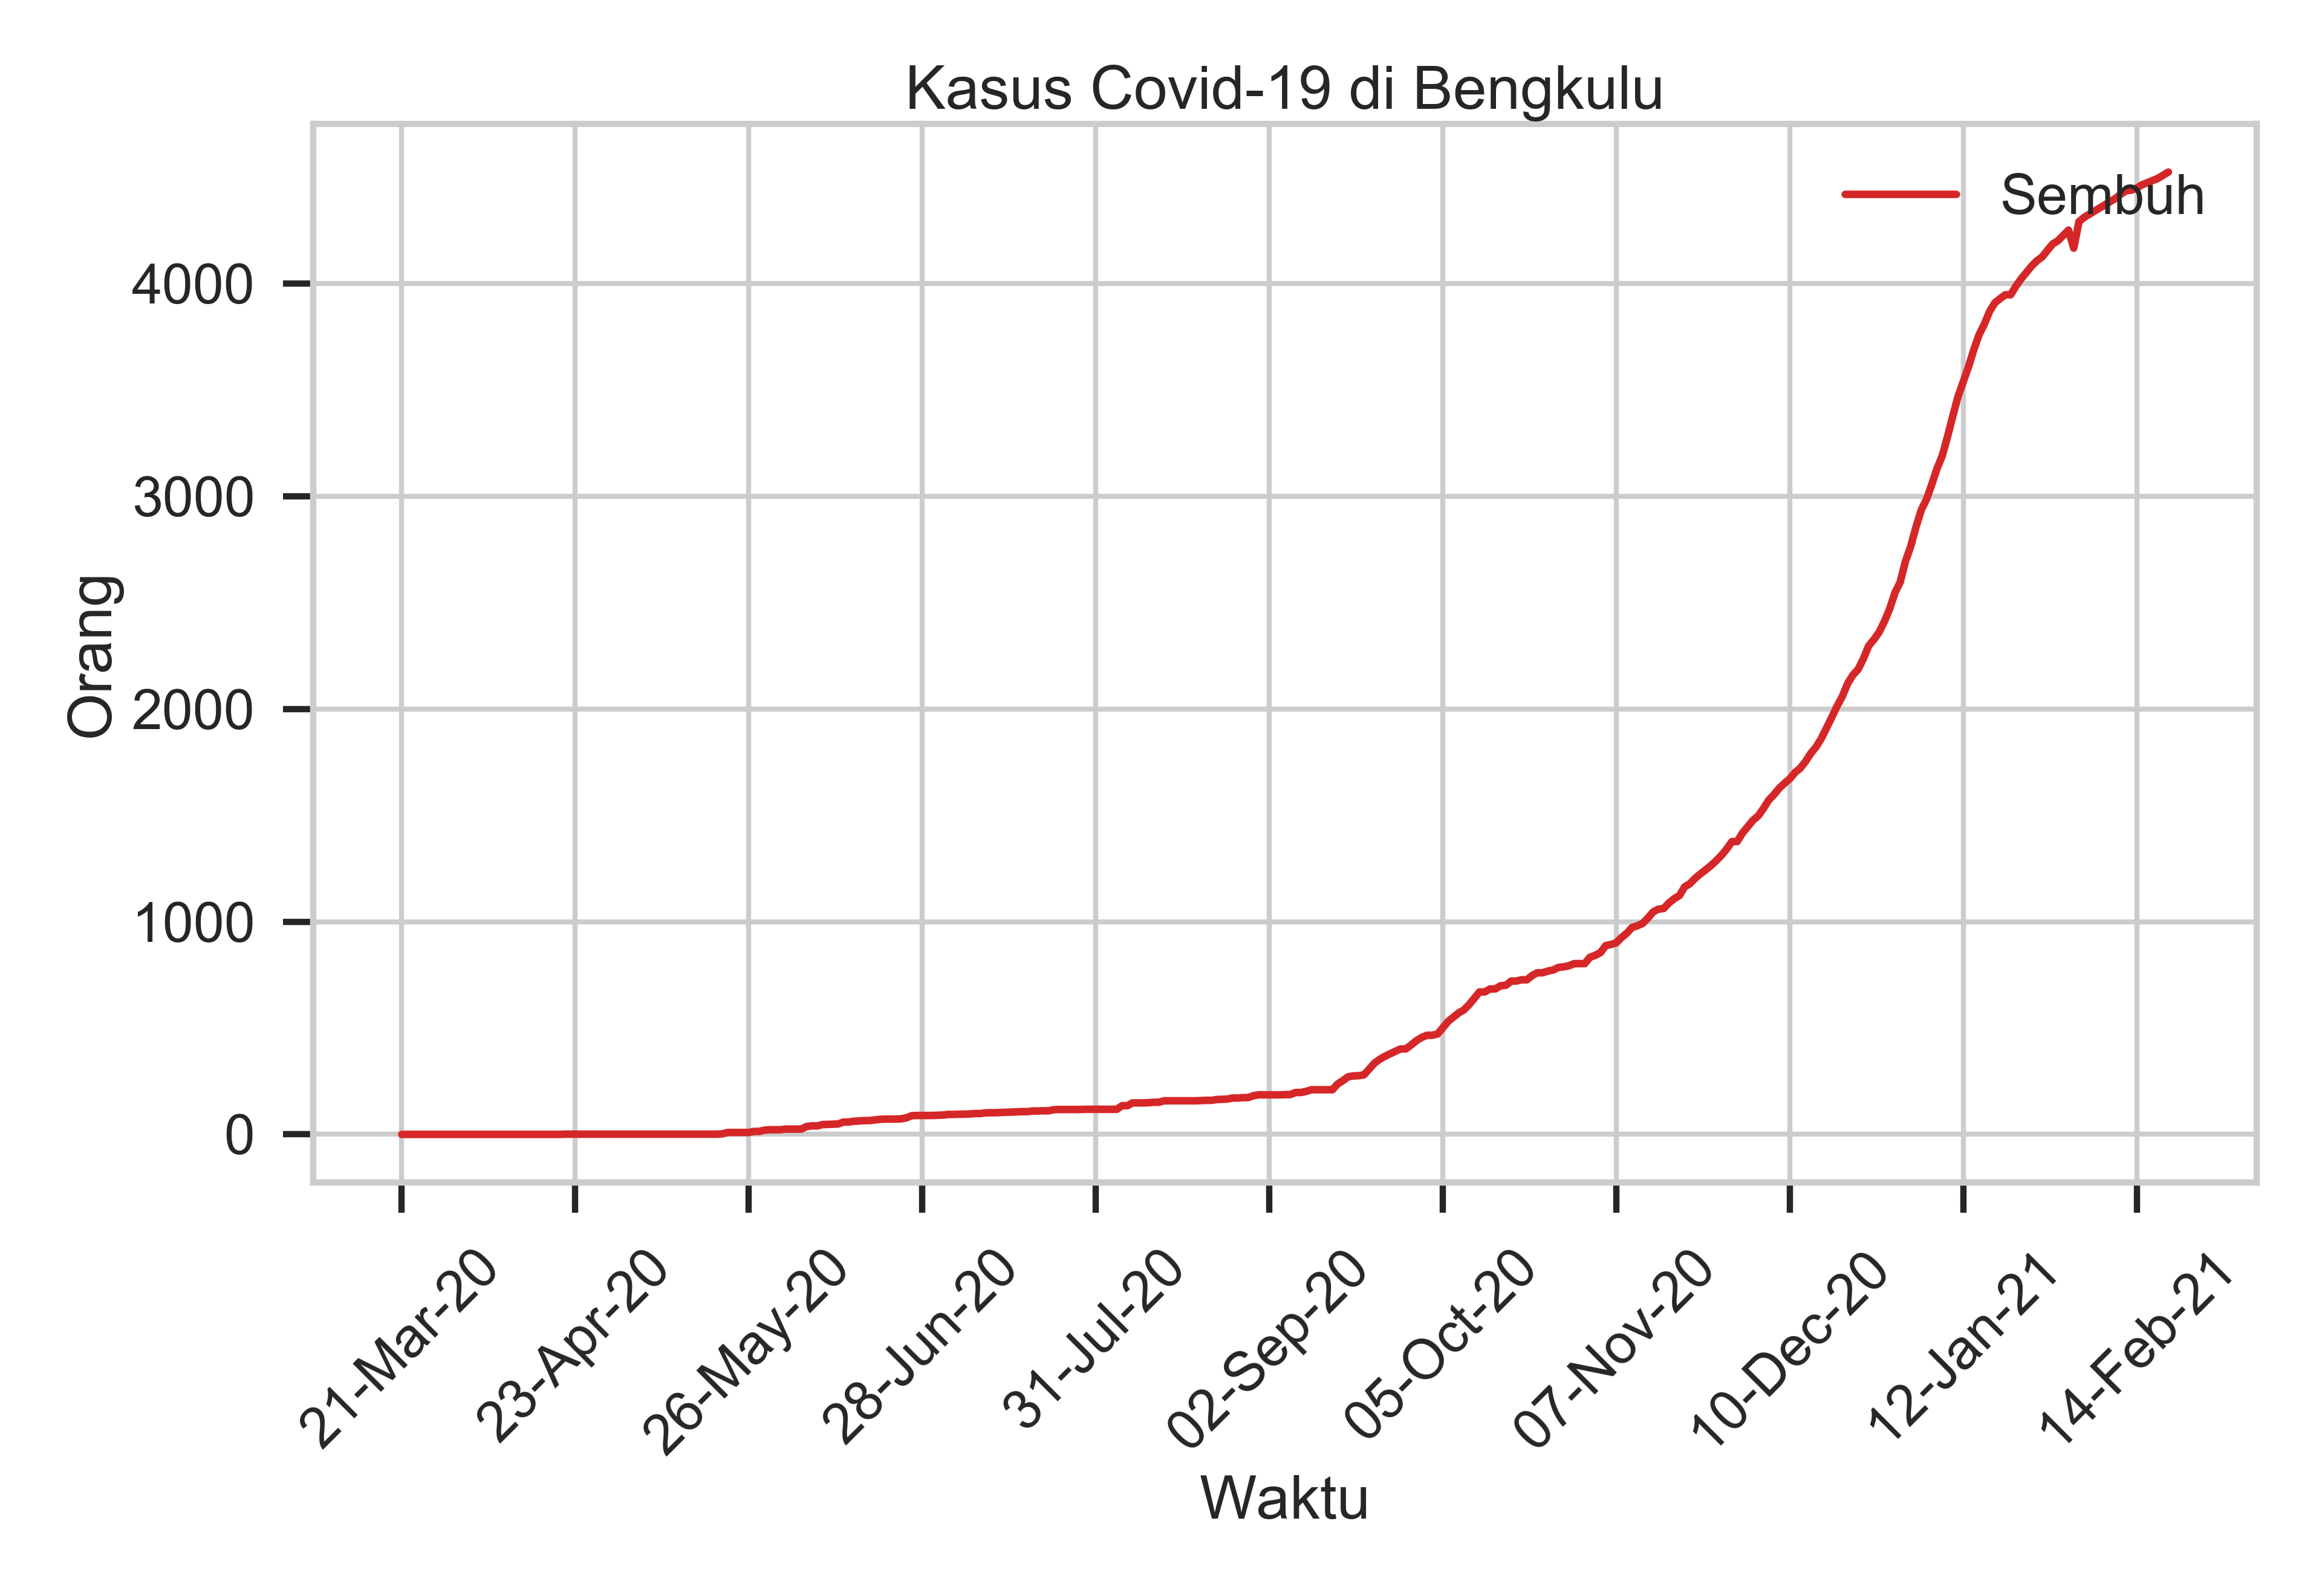 Kasus Covid-19 di Bengkulu
Sembuh
Orang
4000
3000
2000
1000
0
21-Mar-20
23-Apr-20
26-May-20
28-Jun-20
31-Jul-20
02-Sep-20
05-Oct-20
07-Nov-20
10-Dec-20
12-Jan-21
14-Feb-21
Waktu